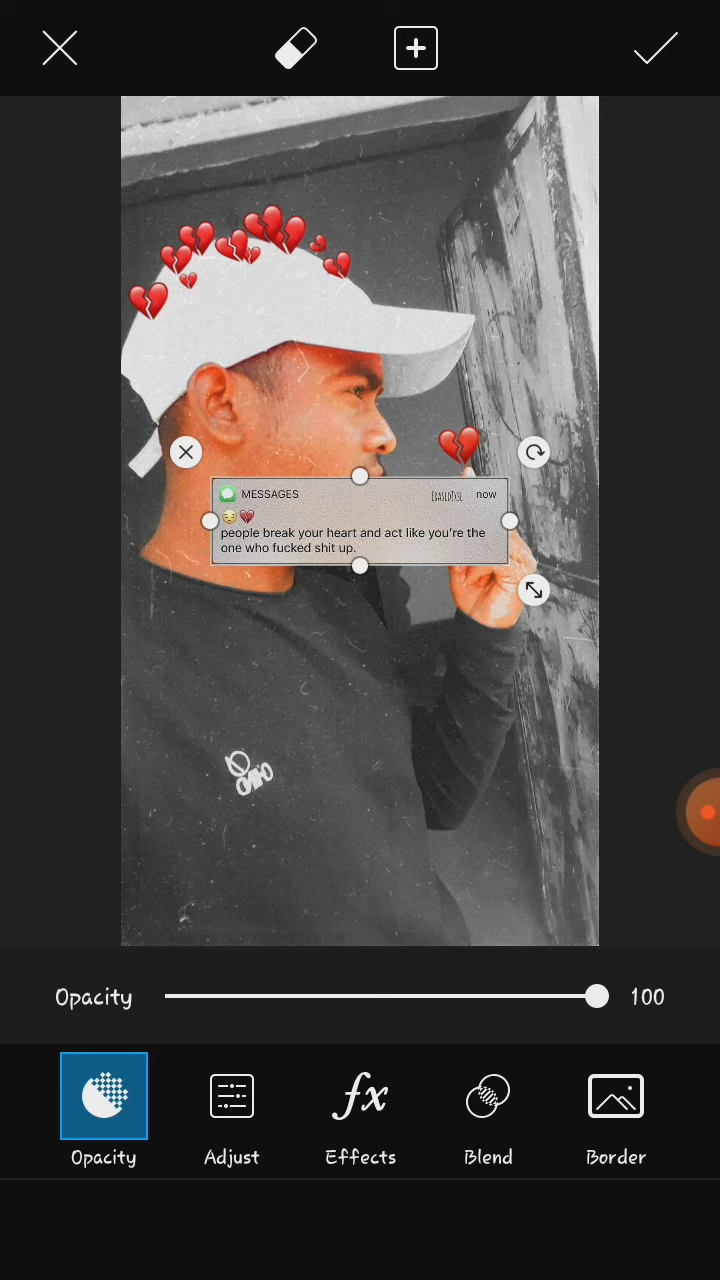 MESSAGES now
😒💔
people break your heart and act like you're the
one who fucked shit up.
Opacity 100
Opacity Adjust fx Effects Blend Border